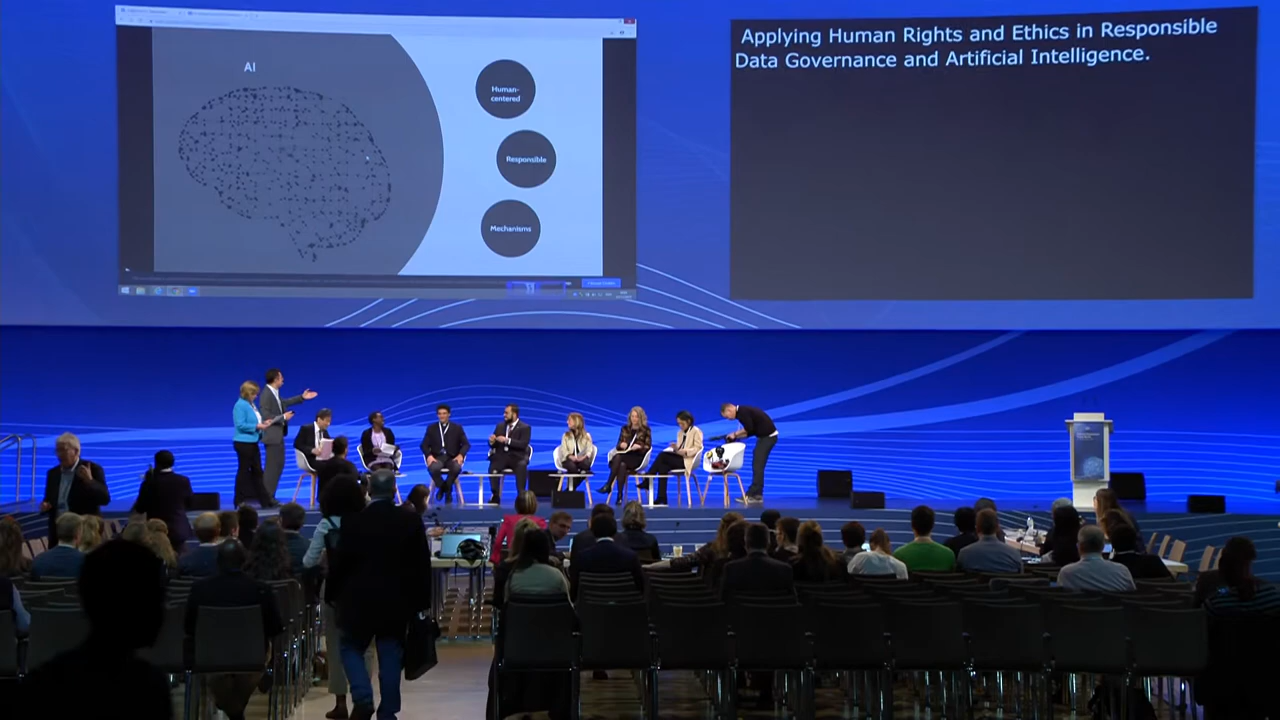 AI
Human-
centered
Responsible
Mechanisms
Applying Human Rights and Ethics in Responsible
Data Governance and Artificial Intelligence.